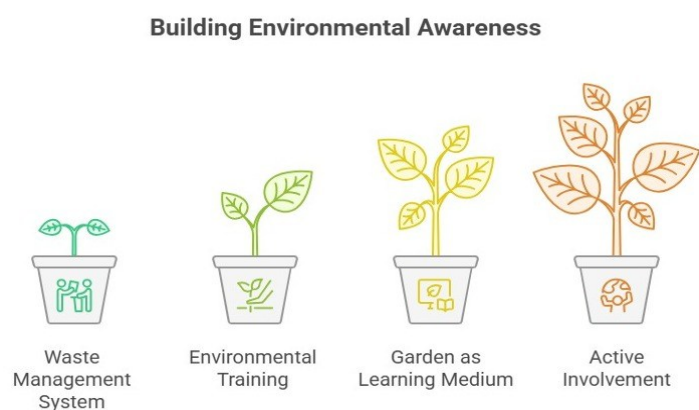 Building Environmental Awareness
Waste
Management
System
Environmental
Training
Garden as
Learning Medium
Active
Involvement